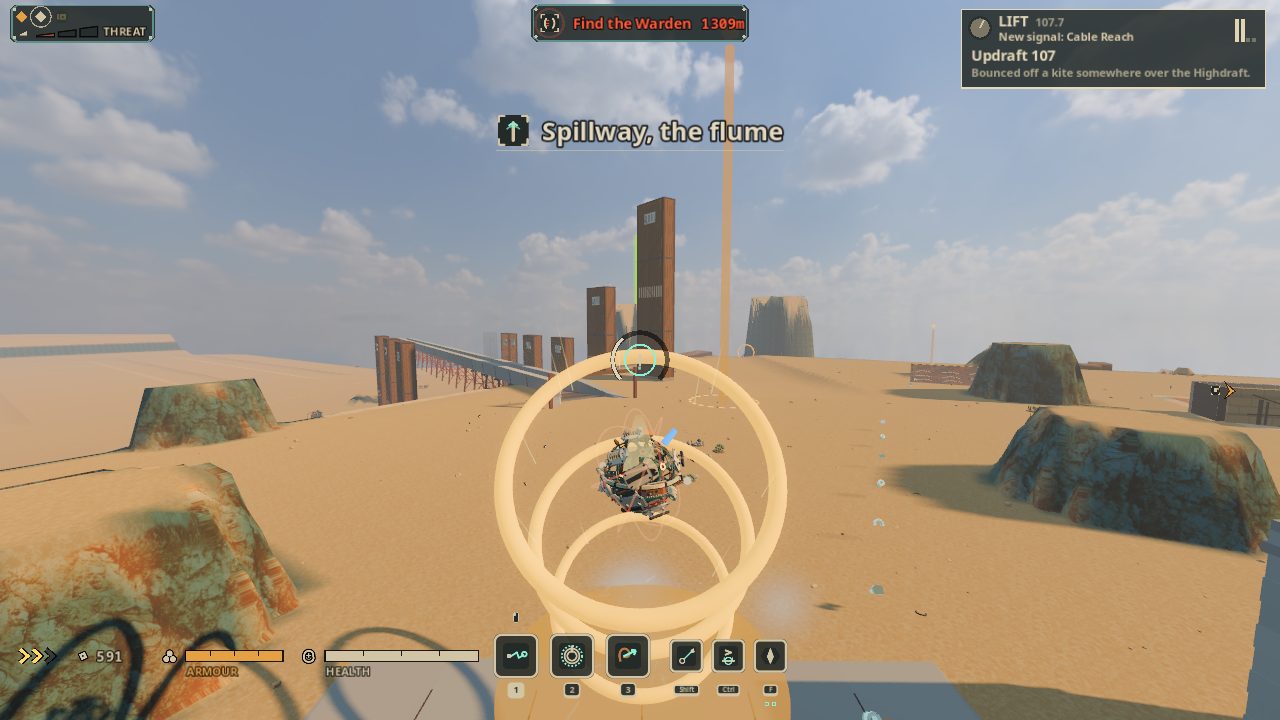 THREAT
Find the Warden 1309m
LIFT 107.7
New signal: Cable Reach
Updraft 107
Bounced off a kite somewhere over the Highdraft.
Spillway, the flume
591
ARMOUR
HEALTH
1 2 3 Shift Ctrl F